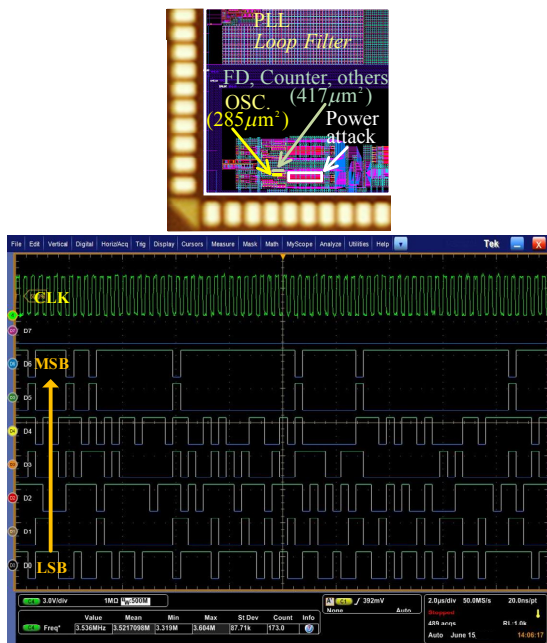 PLL
Loop Filter
FD, Counter, others
(417μm²)
OSC.
(285μm²)
Power
attack
File Edit Vertical Digital Horiz/Acq Trig Display Cursors Measure Mask Math MyScope Analyze Utilities Help Tek X
CLK
D7
D6 MSB
D5
D4
D3
D2
D1
D0 LSB
C4 3.0V/div 1MΩ 500M
A C1 392mV
None Auto
2.0μs/div 50.0MS/s 20.0ns/pt
Stopped
489 acqs RL:1.0k
Auto June 15, 14:06:17
Value Mean Min Max St Dev Count Info
C4 Freq* 3.536MHz 3.5217098M 3.319M 3.604M 87.71k 173.0